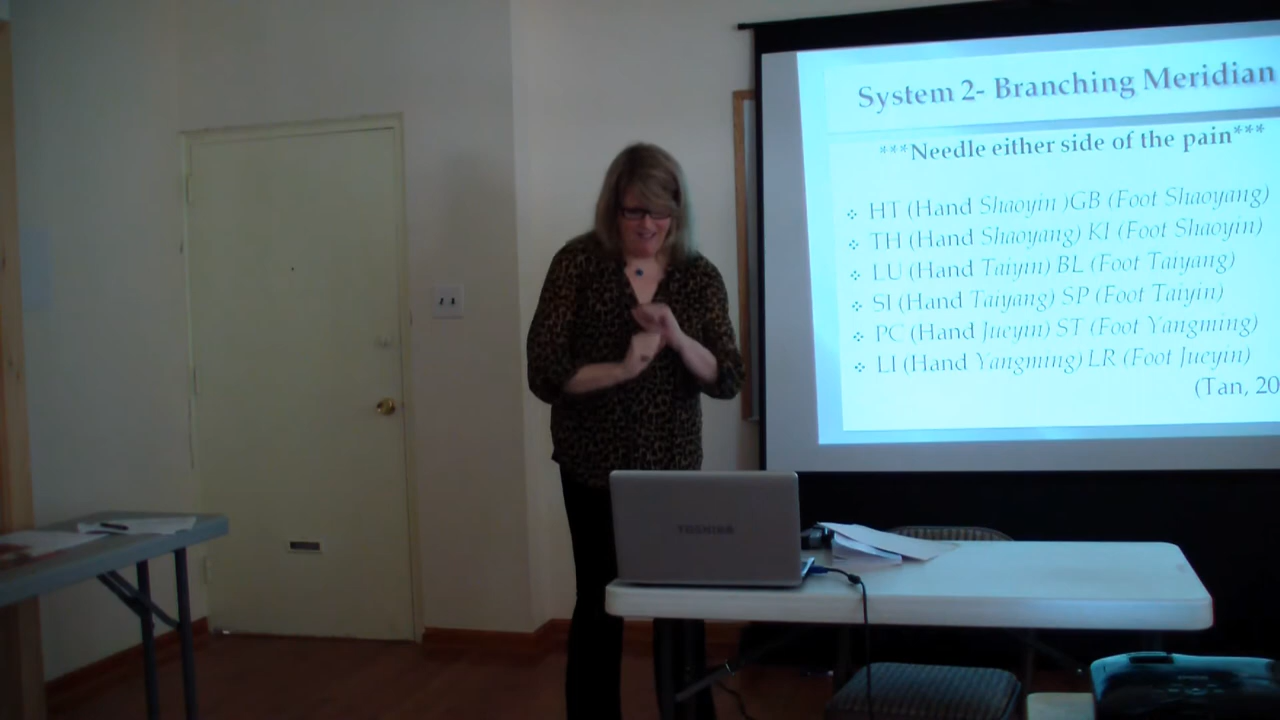 System 2- Branching Meridian
***Needle either side of the pain***
HT (Hand Shaoyin )GB (Foot Shaoyang)
TH (Hand Shaoyang) KI (Foot Shaoyin)
LU (Hand Taiyin) BL (Foot Taiyang)
SI (Hand Taiyang) SP (Foot Taiyin)
PC (Hand Jueyin) ST (Foot Yangming)
LI (Hand Yangming) LR (Foot Jueyin)
(Tan, 20
TOSHIBA